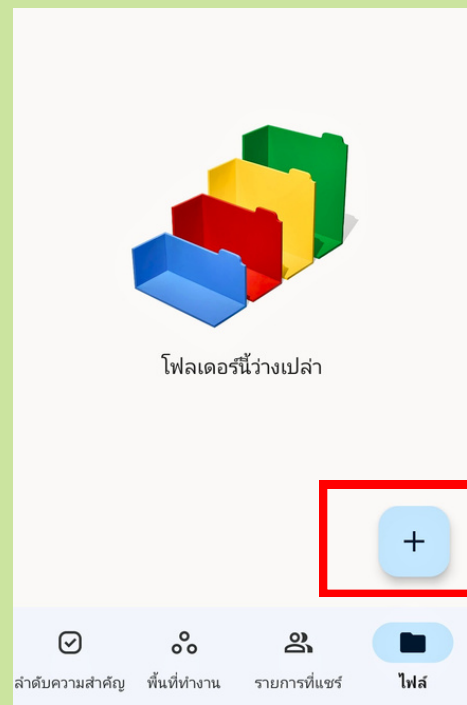 โฟลเดอร์นี้ว่างเปล่า
ลำดับความสำคัญ พื้นที่ทำงาน รายการที่แชร์ ไฟล์